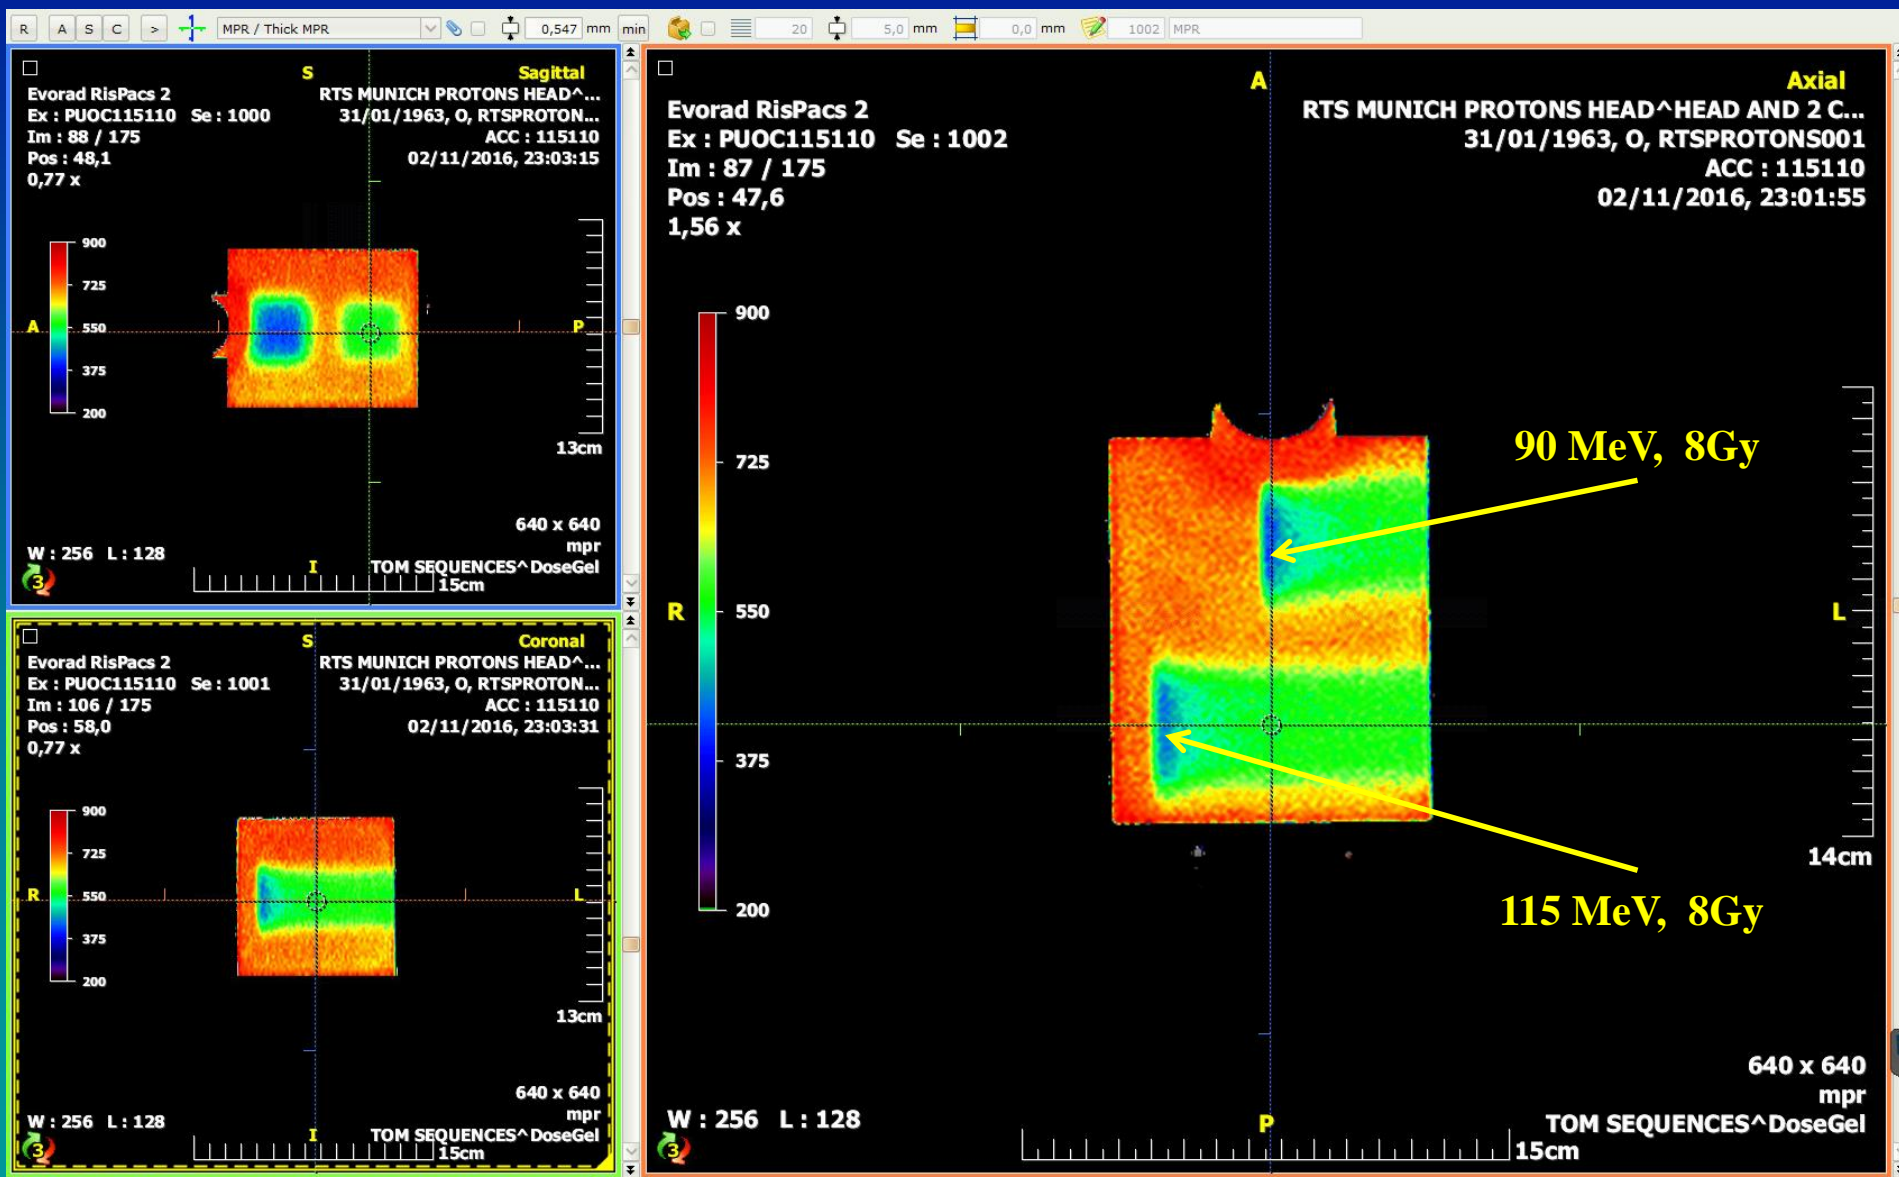 R A S C > MPR / Thick MPR 0,547 mm min 20 5,0 mm 0,0 mm 1002 MPR
S Sagittal
Evorad RisPacs 2 RTS MUNICH PROTONS HEAD^...
Ex : PUOC115110 Se : 1000 31/01/1963, O, RTSPROTON...
Im : 88 / 175 ACC : 115110
Pos : 48,1 02/11/2016, 23:03:15
0,77 x
900
725
A 550 P
375
200
13cm
640 x 640
mpr
W : 256 L : 128 I TOM SEQUENCES^DoseGel
3 15cm
S Coronal
Evorad RisPacs 2 RTS MUNICH PROTONS HEAD^...
Ex : PUOC115110 Se : 1001 31/01/1963, O, RTSPROTON...
Im : 106 / 175 ACC : 115110
Pos : 58,0 02/11/2016, 23:03:31
0,77 x
900
725
R 550 L
375
200
13cm
640 x 640
mpr
W : 256 L : 128 I TOM SEQUENCES^DoseGel
3 15cm
A Axial
Evorad RisPacs 2 RTS MUNICH PROTONS HEAD^HEAD AND 2 C...
Ex : PUOC115110 Se : 1002 31/01/1963, O, RTSPROTONS001
Im : 87 / 175 ACC : 115110
Pos : 47,6 02/11/2016, 23:01:55
1,56 x
900
90 MeV, 8Gy
725
R 550 L
375
14cm
200
115 MeV, 8Gy
640 x 640
mpr
W : 256 L : 128 P TOM SEQUENCES^DoseGel
3 15cm